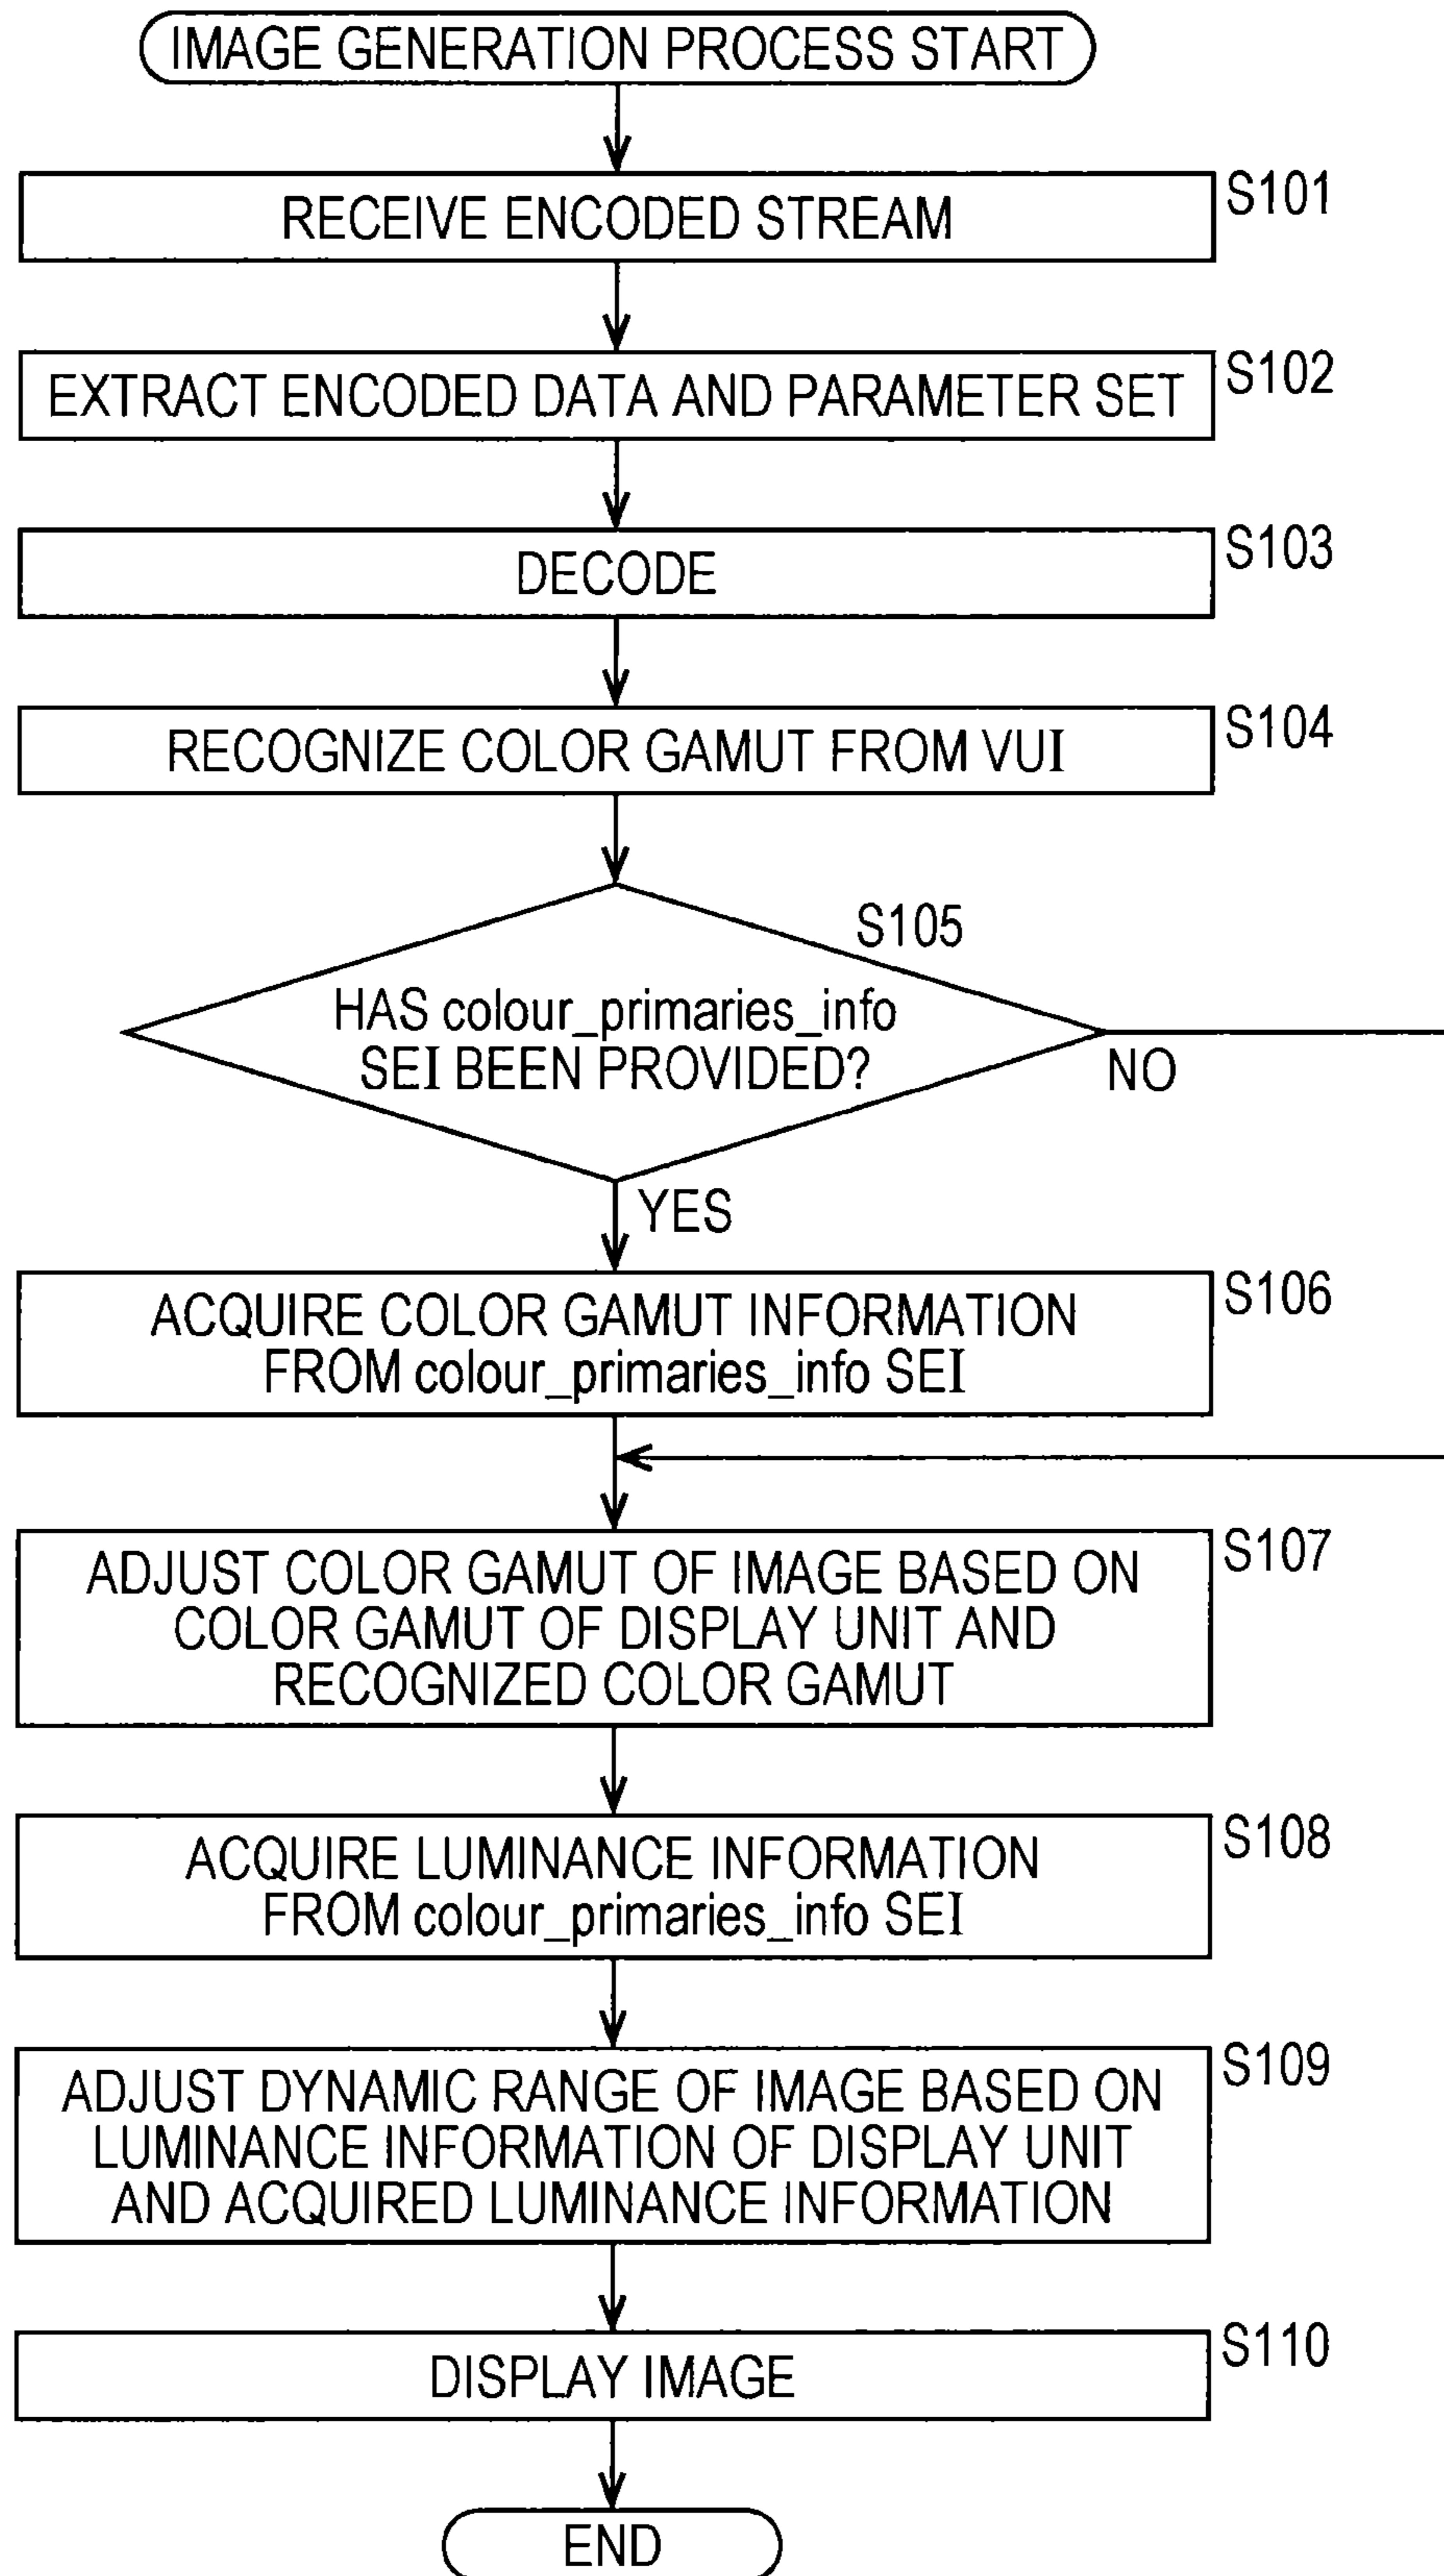 IMAGE GENERATION PROCESS START
S101
RECEIVE ENCODED STREAM
S102
EXTRACT ENCODED DATA AND PARAMETER SET
S103
DECODE
S104
RECOGNIZE COLOR GAMUT FROM VUI
S105
HAS colour_primaries_info
SEI BEEN PROVIDED?
NO
YES
S106
ACQUIRE COLOR GAMUT INFORMATION
FROM colour_primaries_info SEI
S107
ADJUST COLOR GAMUT OF IMAGE BASED ON
COLOR GAMUT OF DISPLAY UNIT AND
RECOGNIZED COLOR GAMUT
S108
ACQUIRE LUMINANCE INFORMATION
FROM colour_primaries_info SEI
S109
ADJUST DYNAMIC RANGE OF IMAGE BASED ON
LUMINANCE INFORMATION OF DISPLAY UNIT
AND ACQUIRED LUMINANCE INFORMATION
S110
DISPLAY IMAGE
END